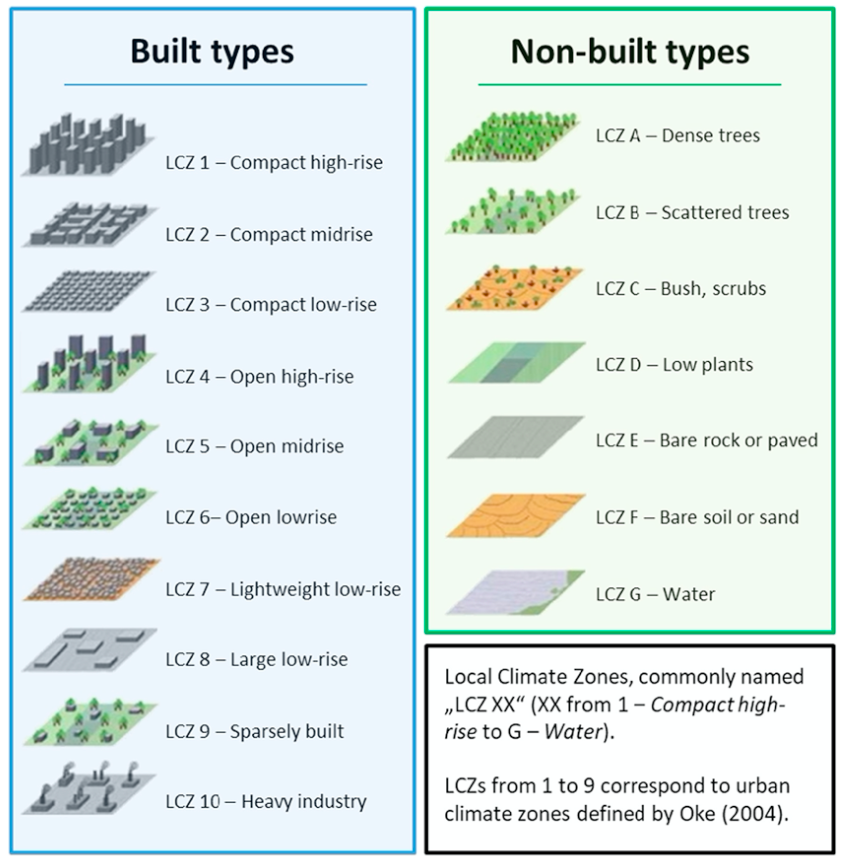 Built types
LCZ 1 – Compact high-rise
LCZ 2 – Compact midrise
LCZ 3 – Compact low-rise
LCZ 4 – Open high-rise
LCZ 5 – Open midrise
LCZ 6– Open lowrise
LCZ 7 – Lightweight low-rise
LCZ 8 – Large low-rise
LCZ 9 – Sparsely built
LCZ 10 – Heavy industry
Non-built types
LCZ A – Dense trees
LCZ B – Scattered trees
LCZ C – Bush, scrubs
LCZ D – Low plants
LCZ E – Bare rock or paved
LCZ F – Bare soil or sand
LCZ G – Water
Local Climate Zones, commonly named
„LCZ XX“ (XX from 1 – Compact high-
rise to G – Water).
LCZs from 1 to 9 correspond to urban
climate zones defined by Oke (2004).